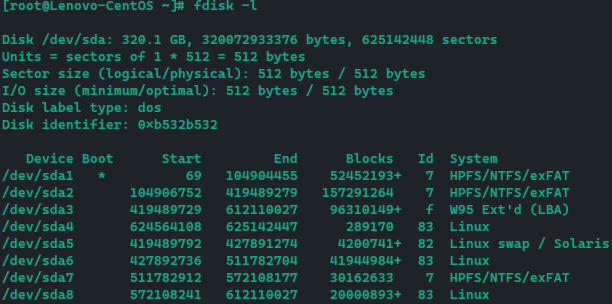 [root@Lenovo-CentOS ~]# fdisk -l
Disk /dev/sda: 320.1 GB, 320072933376 bytes, 625142448 sectors
Units = sectors of 1 * 512 = 512 bytes
Sector size (logical/physical): 512 bytes / 512 bytes
I/O size (minimum/optimal): 512 bytes / 512 bytes
Disk label type: dos
Disk identifier: 0xb532b532
Device Boot Start End Blocks Id System
/dev/sda1 * 69 104904455 52452193+ 7 HPFS/NTFS/exFAT
/dev/sda2 104906752 419489279 157291264 7 HPFS/NTFS/exFAT
/dev/sda3 419489729 612110027 96310149+ f W95 Ext'd (LBA)
/dev/sda4 624564108 625142447 289170 83 Linux
/dev/sda5 419489792 427891274 4200741+ 82 Linux swap / Solaris
/dev/sda6 427892736 511782704 41944984+ 83 Linux
/dev/sda7 511782912 572108177 30162633 7 HPFS/NTFS/exFAT
/dev/sda8 572108241 612110027 20000893+ 83 Linux